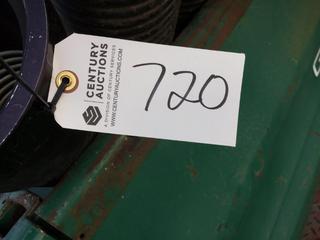 CENTURY
AUCTIONS
A DIVISION OF CENTURY SERVICES
WWW.CENTURYAUCTIONS.COM
720